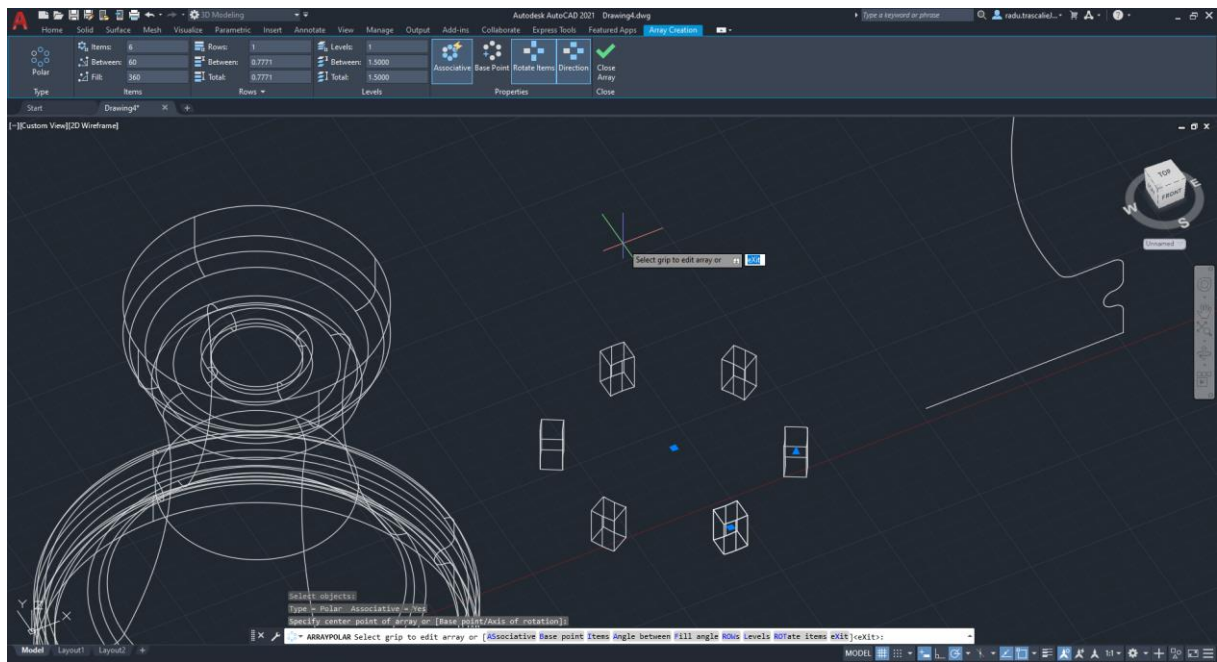 3D Modeling
Autodesk AutoCAD 2021 Drawing4.dwg
Type a keyword or phrase
radu.trascaliel...
Home Solid Surface Mesh Visualize Parametric Insert Annotate View Manage Output Add-ins Collaborate Express Tools Featured Apps Array Creation
Items: 6 Rows: 1 Levels: 1
Between: 60 Between: 0.7771 Between: 1.5000
Fill: 360 Total: 0.7771 Total: 1.5000
Polar
Associative Base Point Rotate Items Direction Close
Array
Type Items Rows Levels Properties Close
Start Drawing4* +
[−][Custom View][2D Wireframe]
TOP
FRONT
W S E
Unnamed
Select grip to edit array or eXit
Y Z X
Select objects:
Type = Polar Associative = Yes
Specify center point of array or [Base point/Axis of rotation]:
ARRAYPOLAR Select grip to edit array or [ASsociative Base point Items Angle between Fill angle ROWs Levels ROTate items eXit]<eXit>:
Model Layout1 Layout2 +
MODEL 1:1